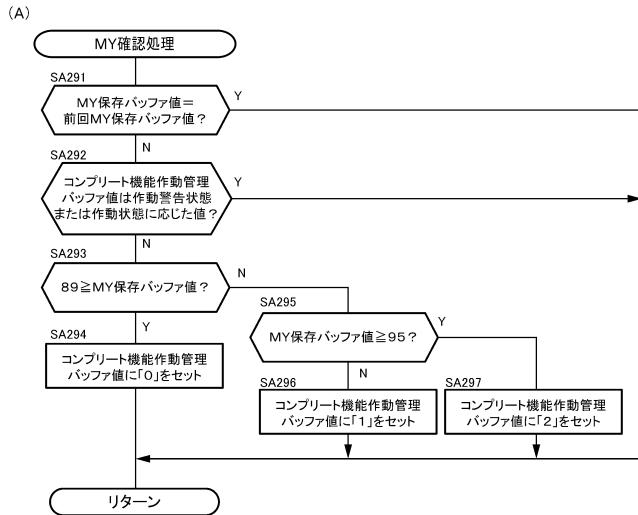 (A)
MY確認処理
SA291
MY保存バッファ値＝
前回MY保存バッファ値？
Y
N
SA292
コンプリート機能作動管理
バッファ値は作動警告状態
または作動状態に応じた値？
Y
N
SA293
89≧MY保存バッファ値？
N
Y
SA295
MY保存バッファ値≧95？
Y
N
SA294
コンプリート機能作動管理
バッファ値に「0」をセット
SA296
コンプリート機能作動管理
バッファ値に「1」をセット
SA297
コンプリート機能作動管理
バッファ値に「2」をセット
リターン